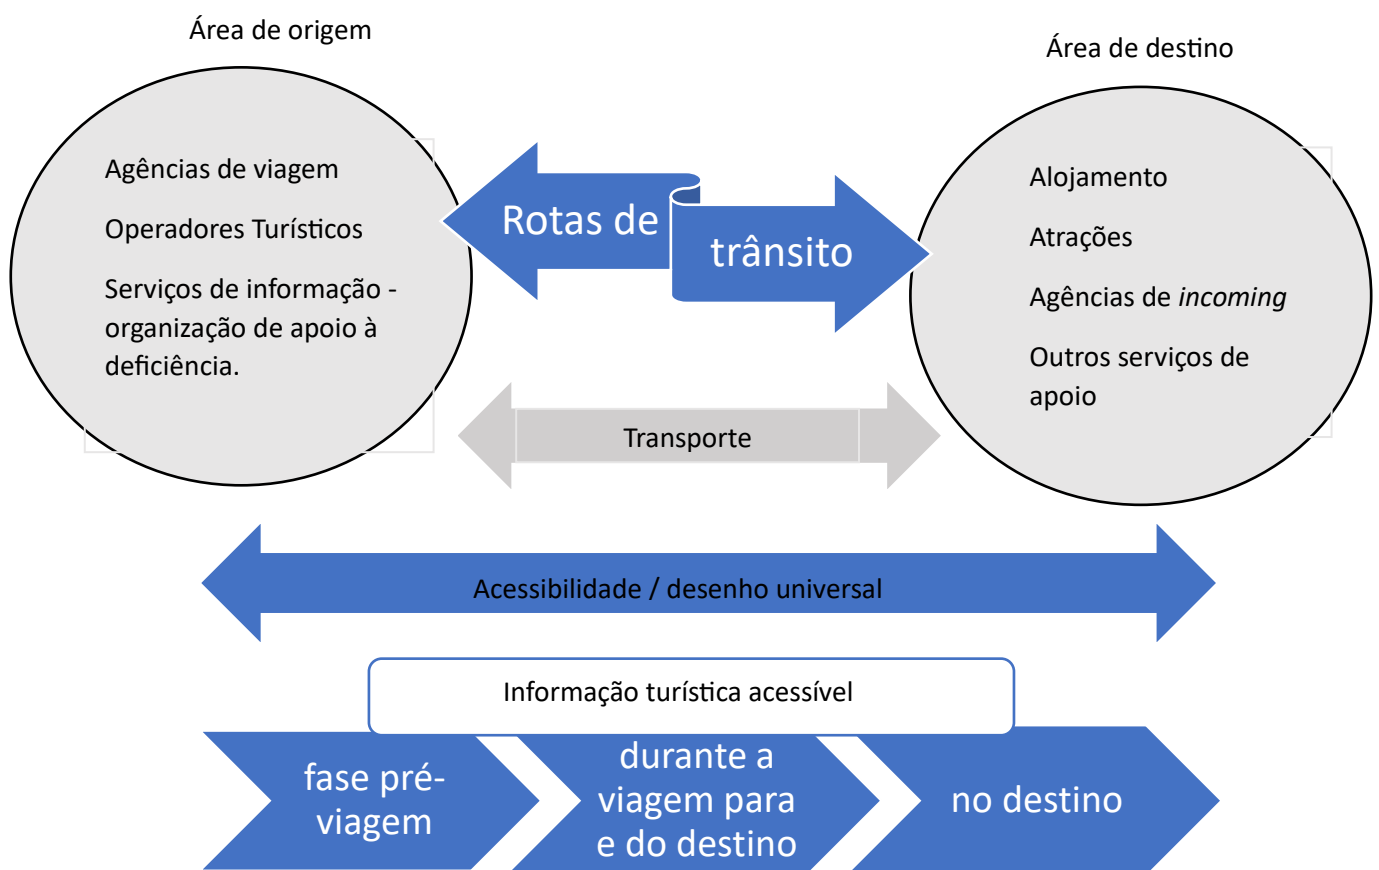 Área de origem
Área de destino
Agências de viagem
Operadores Turísticos
Serviços de informação -
organização de apoio à
deficiência.
Rotas de
trânsito
Alojamento
Atrações
Agências de incoming
Outros serviços de
apoio
Transporte
Acessibilidade / desenho universal
Informação turística acessível
fase pré-
viagem
durante a
viagem para
e do destino
no destino